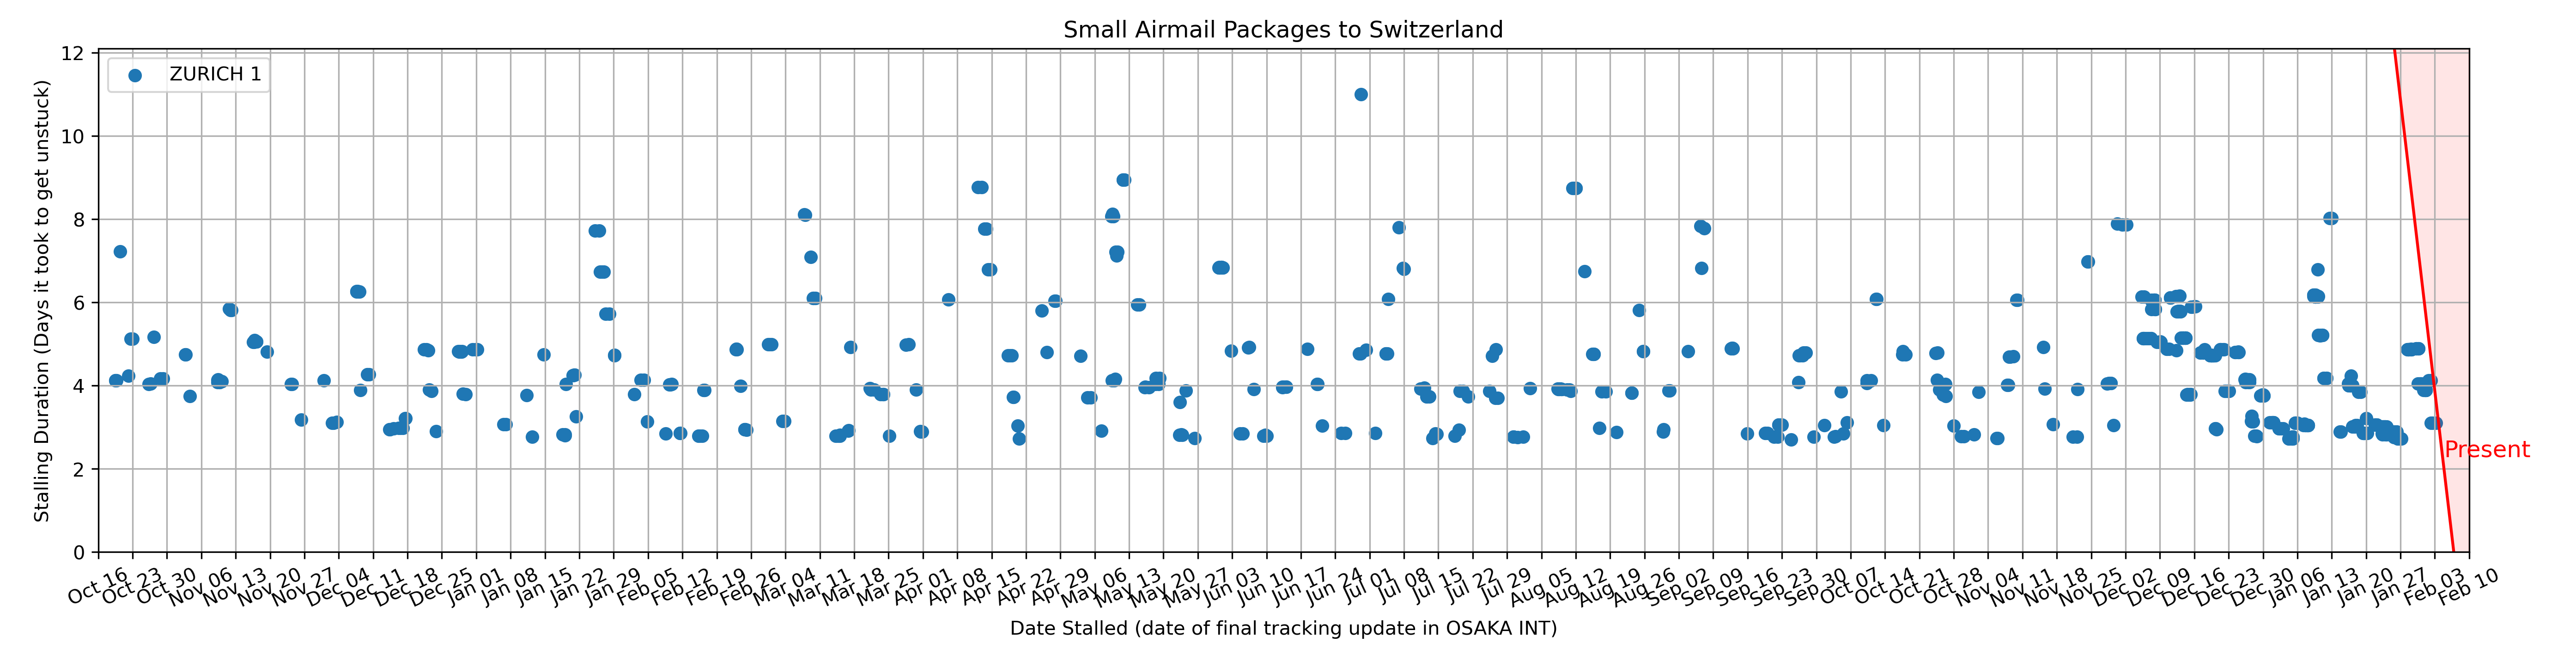 Small Airmail Packages to Switzerland
ZURICH 1
Stalling Duration (Days it took to get unstuck)
12
10
8
6
4
2
0
Present
Oct 16
Oct 23
Oct 30
Nov 06
Nov 13
Nov 20
Nov 27
Dec 04
Dec 11
Dec 18
Dec 25
Jan 01
Jan 08
Jan 15
Jan 22
Jan 29
Feb 05
Feb 12
Feb 19
Feb 26
Mar 04
Mar 11
Mar 18
Mar 25
Apr 01
Apr 08
Apr 15
Apr 22
Apr 29
May 06
May 13
May 20
May 27
Jun 03
Jun 10
Jun 17
Jun 24
Jul 01
Jul 08
Jul 15
Jul 22
Jul 29
Aug 05
Aug 12
Aug 19
Aug 26
Sep 02
Sep 09
Sep 16
Sep 23
Sep 30
Oct 07
Oct 14
Oct 21
Oct 28
Nov 04
Nov 11
Nov 18
Nov 25
Dec 02
Dec 09
Dec 16
Dec 23
Dec 30
Jan 06
Jan 13
Jan 20
Jan 27
Feb 03
Feb 10
Date Stalled (date of final tracking update in OSAKA INT)